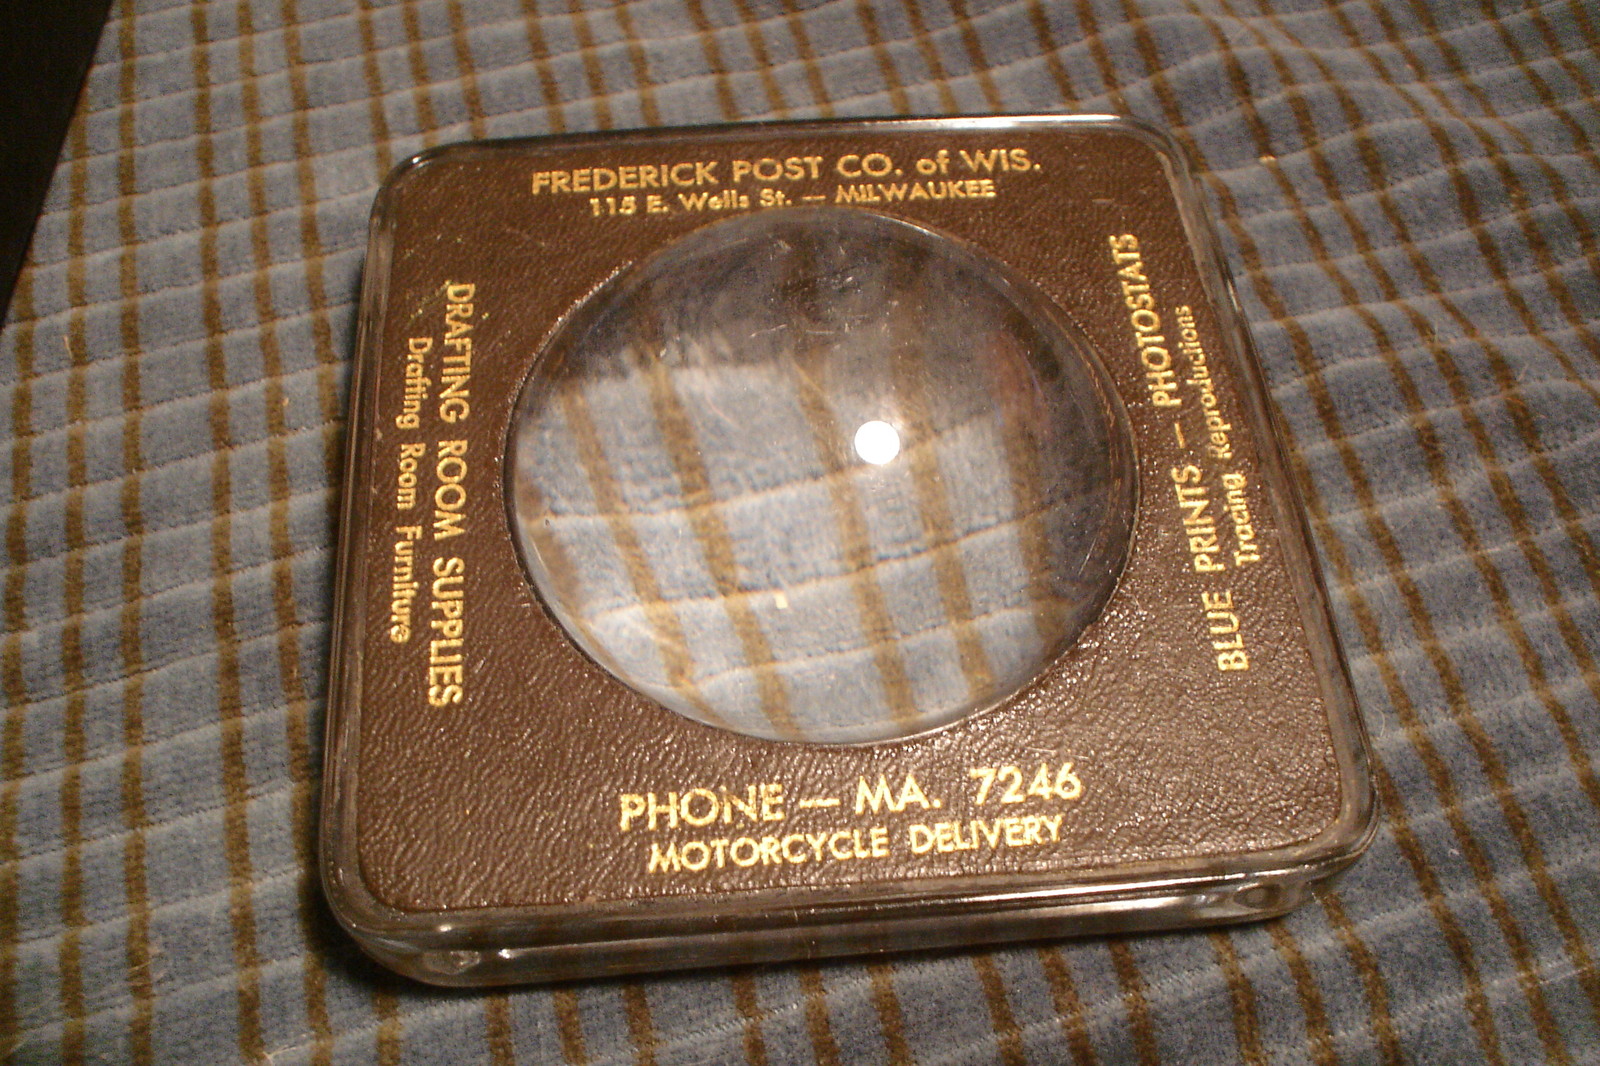 FREDERICK POST CO. of WIS.
115 E. Wells St. — MILWAUKEE
DRAFTING ROOM SUPPLIES
Drafting Room Furniture
BLUE PRINTS — PHOTOSTATS
Tracing Reproductions
PHONE — MA. 7246
MOTORCYCLE DELIVERY